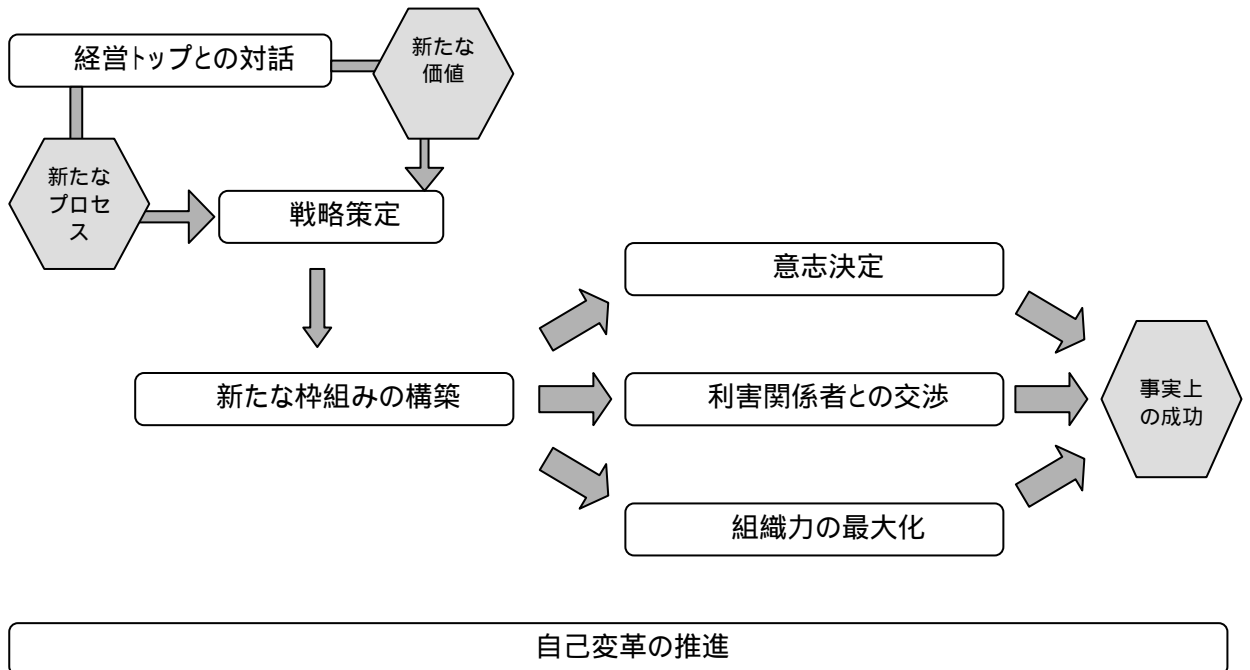 経営トップとの対話
新たな
価値
新たな
プロセ
ス
戦略策定
意志決定
新たな枠組みの構築
利害関係者との交渉
事実上
の成功
組織力の最大化
自己変革の推進